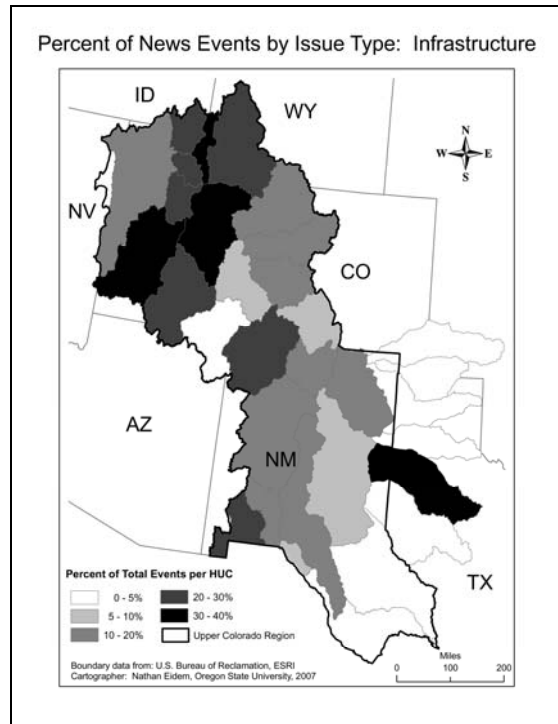 Percent of News Events by Issue Type: Infrastructure
ID
WY
N
W E
S
NV
CO
AZ
NM
TX
Percent of Total Events per HUC
0 - 5%
20 - 30%
5 - 10%
30 - 40%
10 - 20%
Upper Colorado Region
Boundary data from: U.S. Bureau of Reclamation, ESRI
Cartographer: Nathan Eidem, Oregon State University, 2007
Miles
0 100 200